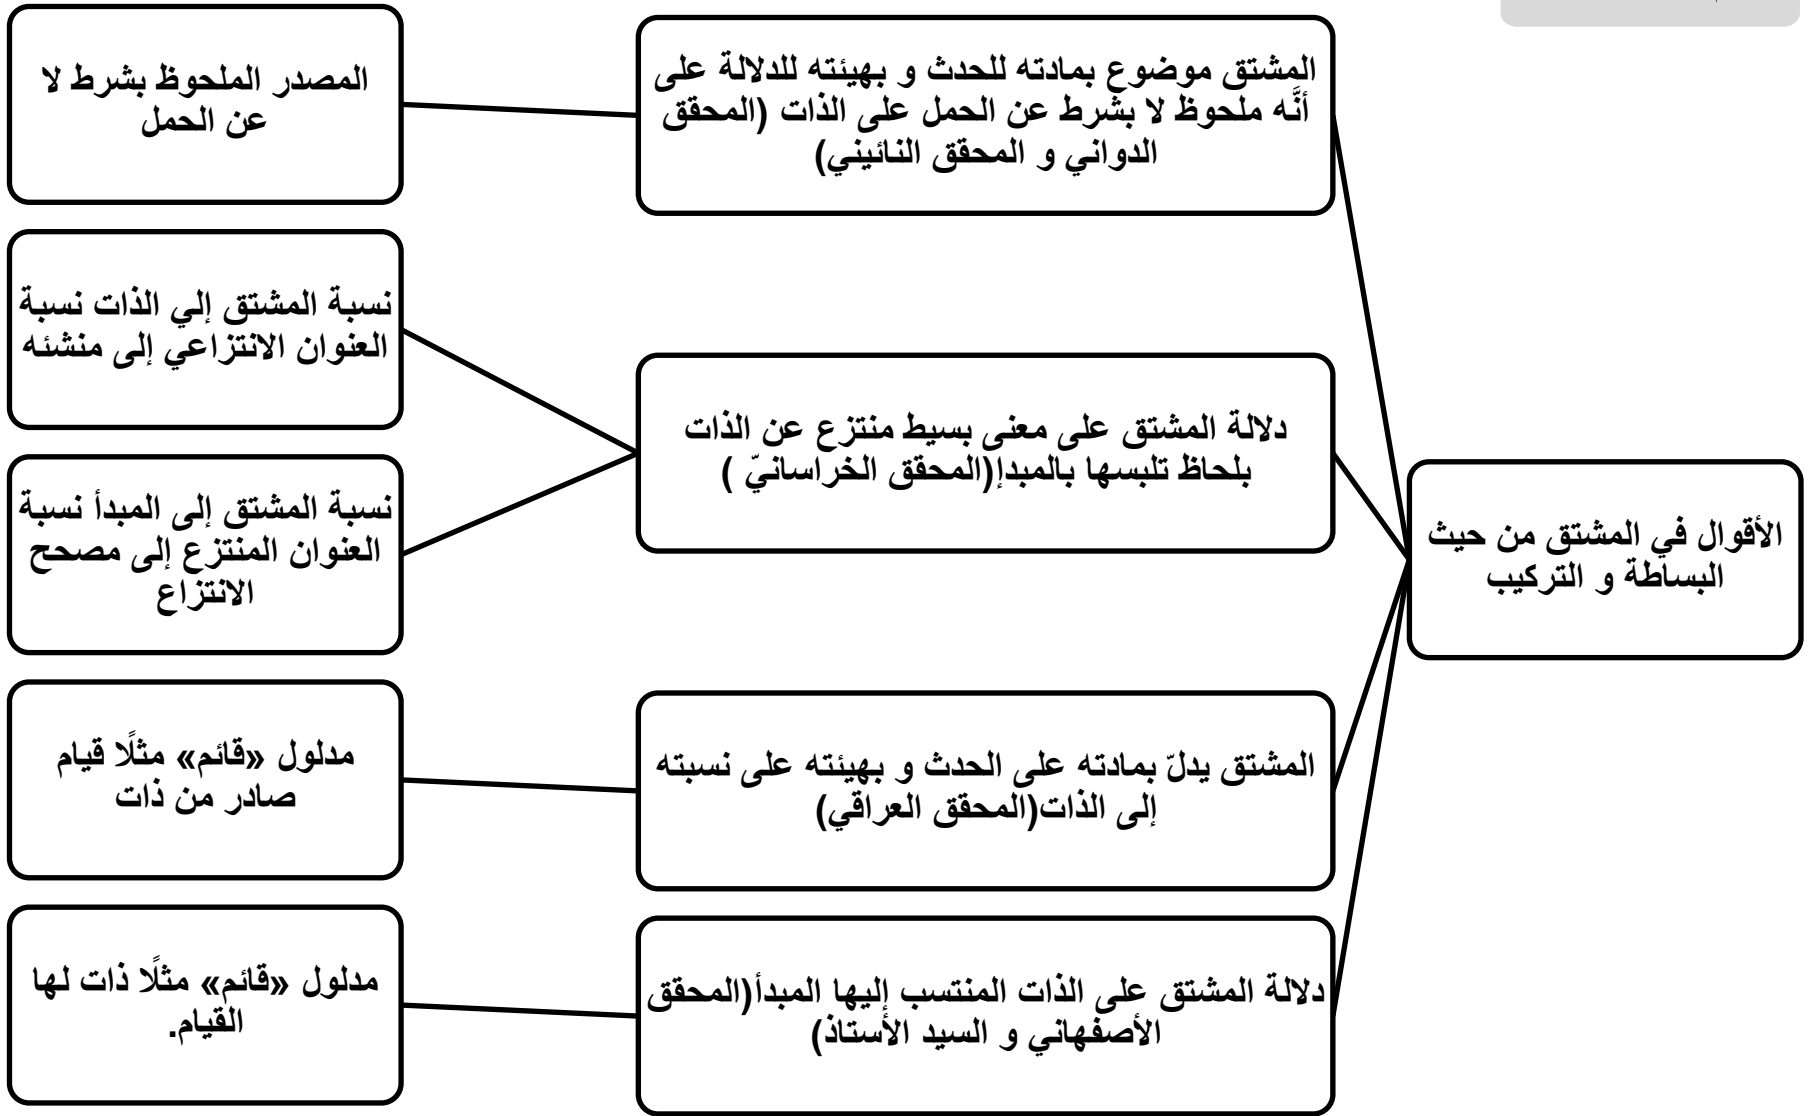 الأقوال في المشتق من حيث
البساطة و التركيب
المشتق موضوع بمادته للحدث و بهيئته للدلالة على
أنَّه ملحوظ لا بشرط عن الحمل على الذات (المحقق
الدواني و المحقق النائيني)
المصدر الملحوظ بشرط لا
عن الحمل
دلالة المشتق على معنى بسيط منتزع عن الذات
بلحاظ تلبسها بالمبدإ(المحقق الخراسانيّ )
نسبة المشتق إلي الذات نسبة
العنوان الانتزاعي إلى منشئه
نسبة المشتق إلى المبدأ نسبة
العنوان المنتزع إلى مصحح
الانتزاع
المشتق يدلّ بمادته على الحدث و بهيئته على نسبته
إلى الذات(المحقق العراقي)
مدلول «قائم» مثلًا قيام
صادر من ذات
دلالة المشتق على الذات المنتسب إليها المبدأ(المحقق
الأصفهاني و السيد الأستاذ)
مدلول «قائم» مثلًا ذات لها
القيام.